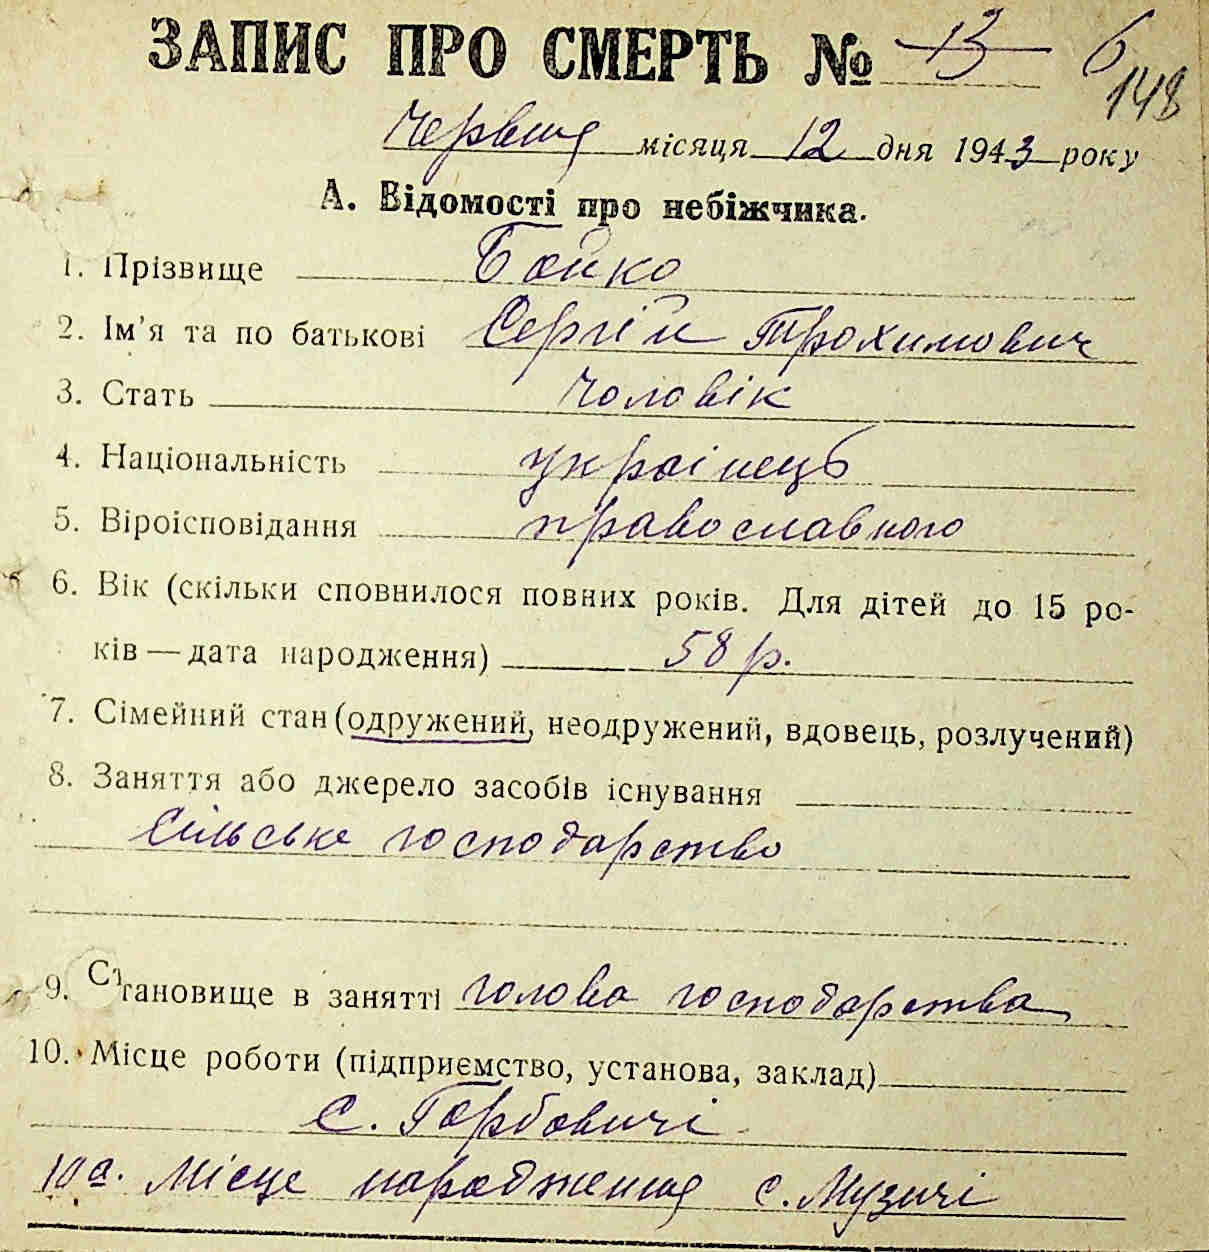 ЗАПИС ПРО СМЕРТЬ № 13 6
148
Червня місяця 12 дня 1943 року
А. Відомості про небіжчика.
1. Прізвище Бойко
2. Ім'я та по батькові Сергій Трохимович
3. Стать чоловік
4. Національність українець
5. Віроісповідання православного
6. Вік (скільки сповнилося повних років. Для дітей до 15 ро-
ків — дата народження) 58 р.
7. Сімейний стан (одружений, неодружений, вдовець, розлучений)
8. Заняття або джерело засобів існування
Сільське господарство
9. Становище в занятті голова господарства
10. Місце роботи (підприємство, установа, заклад)
с. Горбовичі
10 а. Місце народження с. Музичі